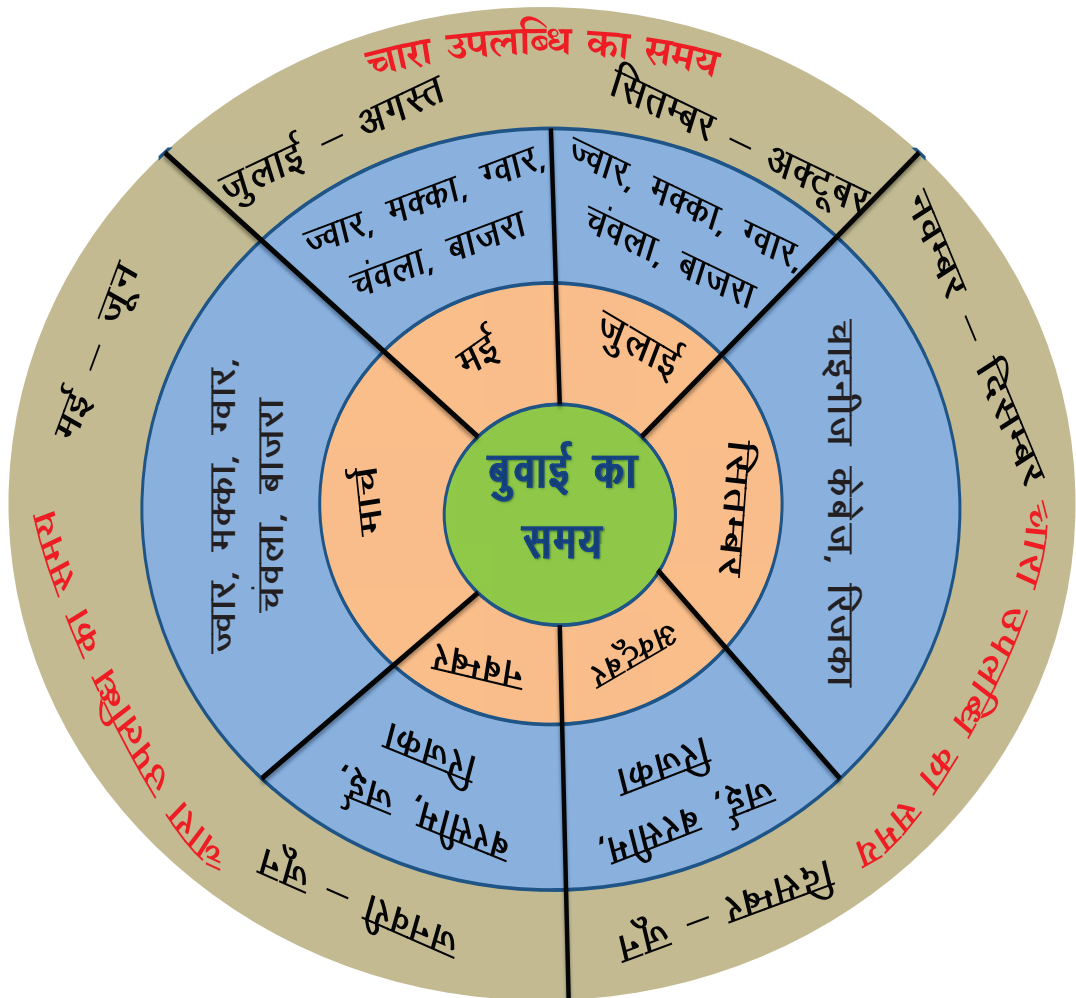 चारा उपलब्धि का समय
जुलाई – अगस्त
सितम्बर – अक्टूबर
नवम्बर – दिसम्बर
चारा उपलब्धि का समय
दिसम्बर – जून
जनवरी – जून
चारा उपलब्धि का समय
मई – जून
ज्वार, मक्का, ग्वार,
चंवला, बाजरा
ज्वार, मक्का, ग्वार,
चंवला, बाजरा
चाइनीज केबेज, रिजका
जई, बरसीम,
रिजका
बरसीम, जई,
रिजका
ज्वार, मक्का, ग्वार,
चंवला, बाजरा
मई
जुलाई
सितम्बर
अक्टूबर
नवम्बर
मार्च
बुवाई का
समय